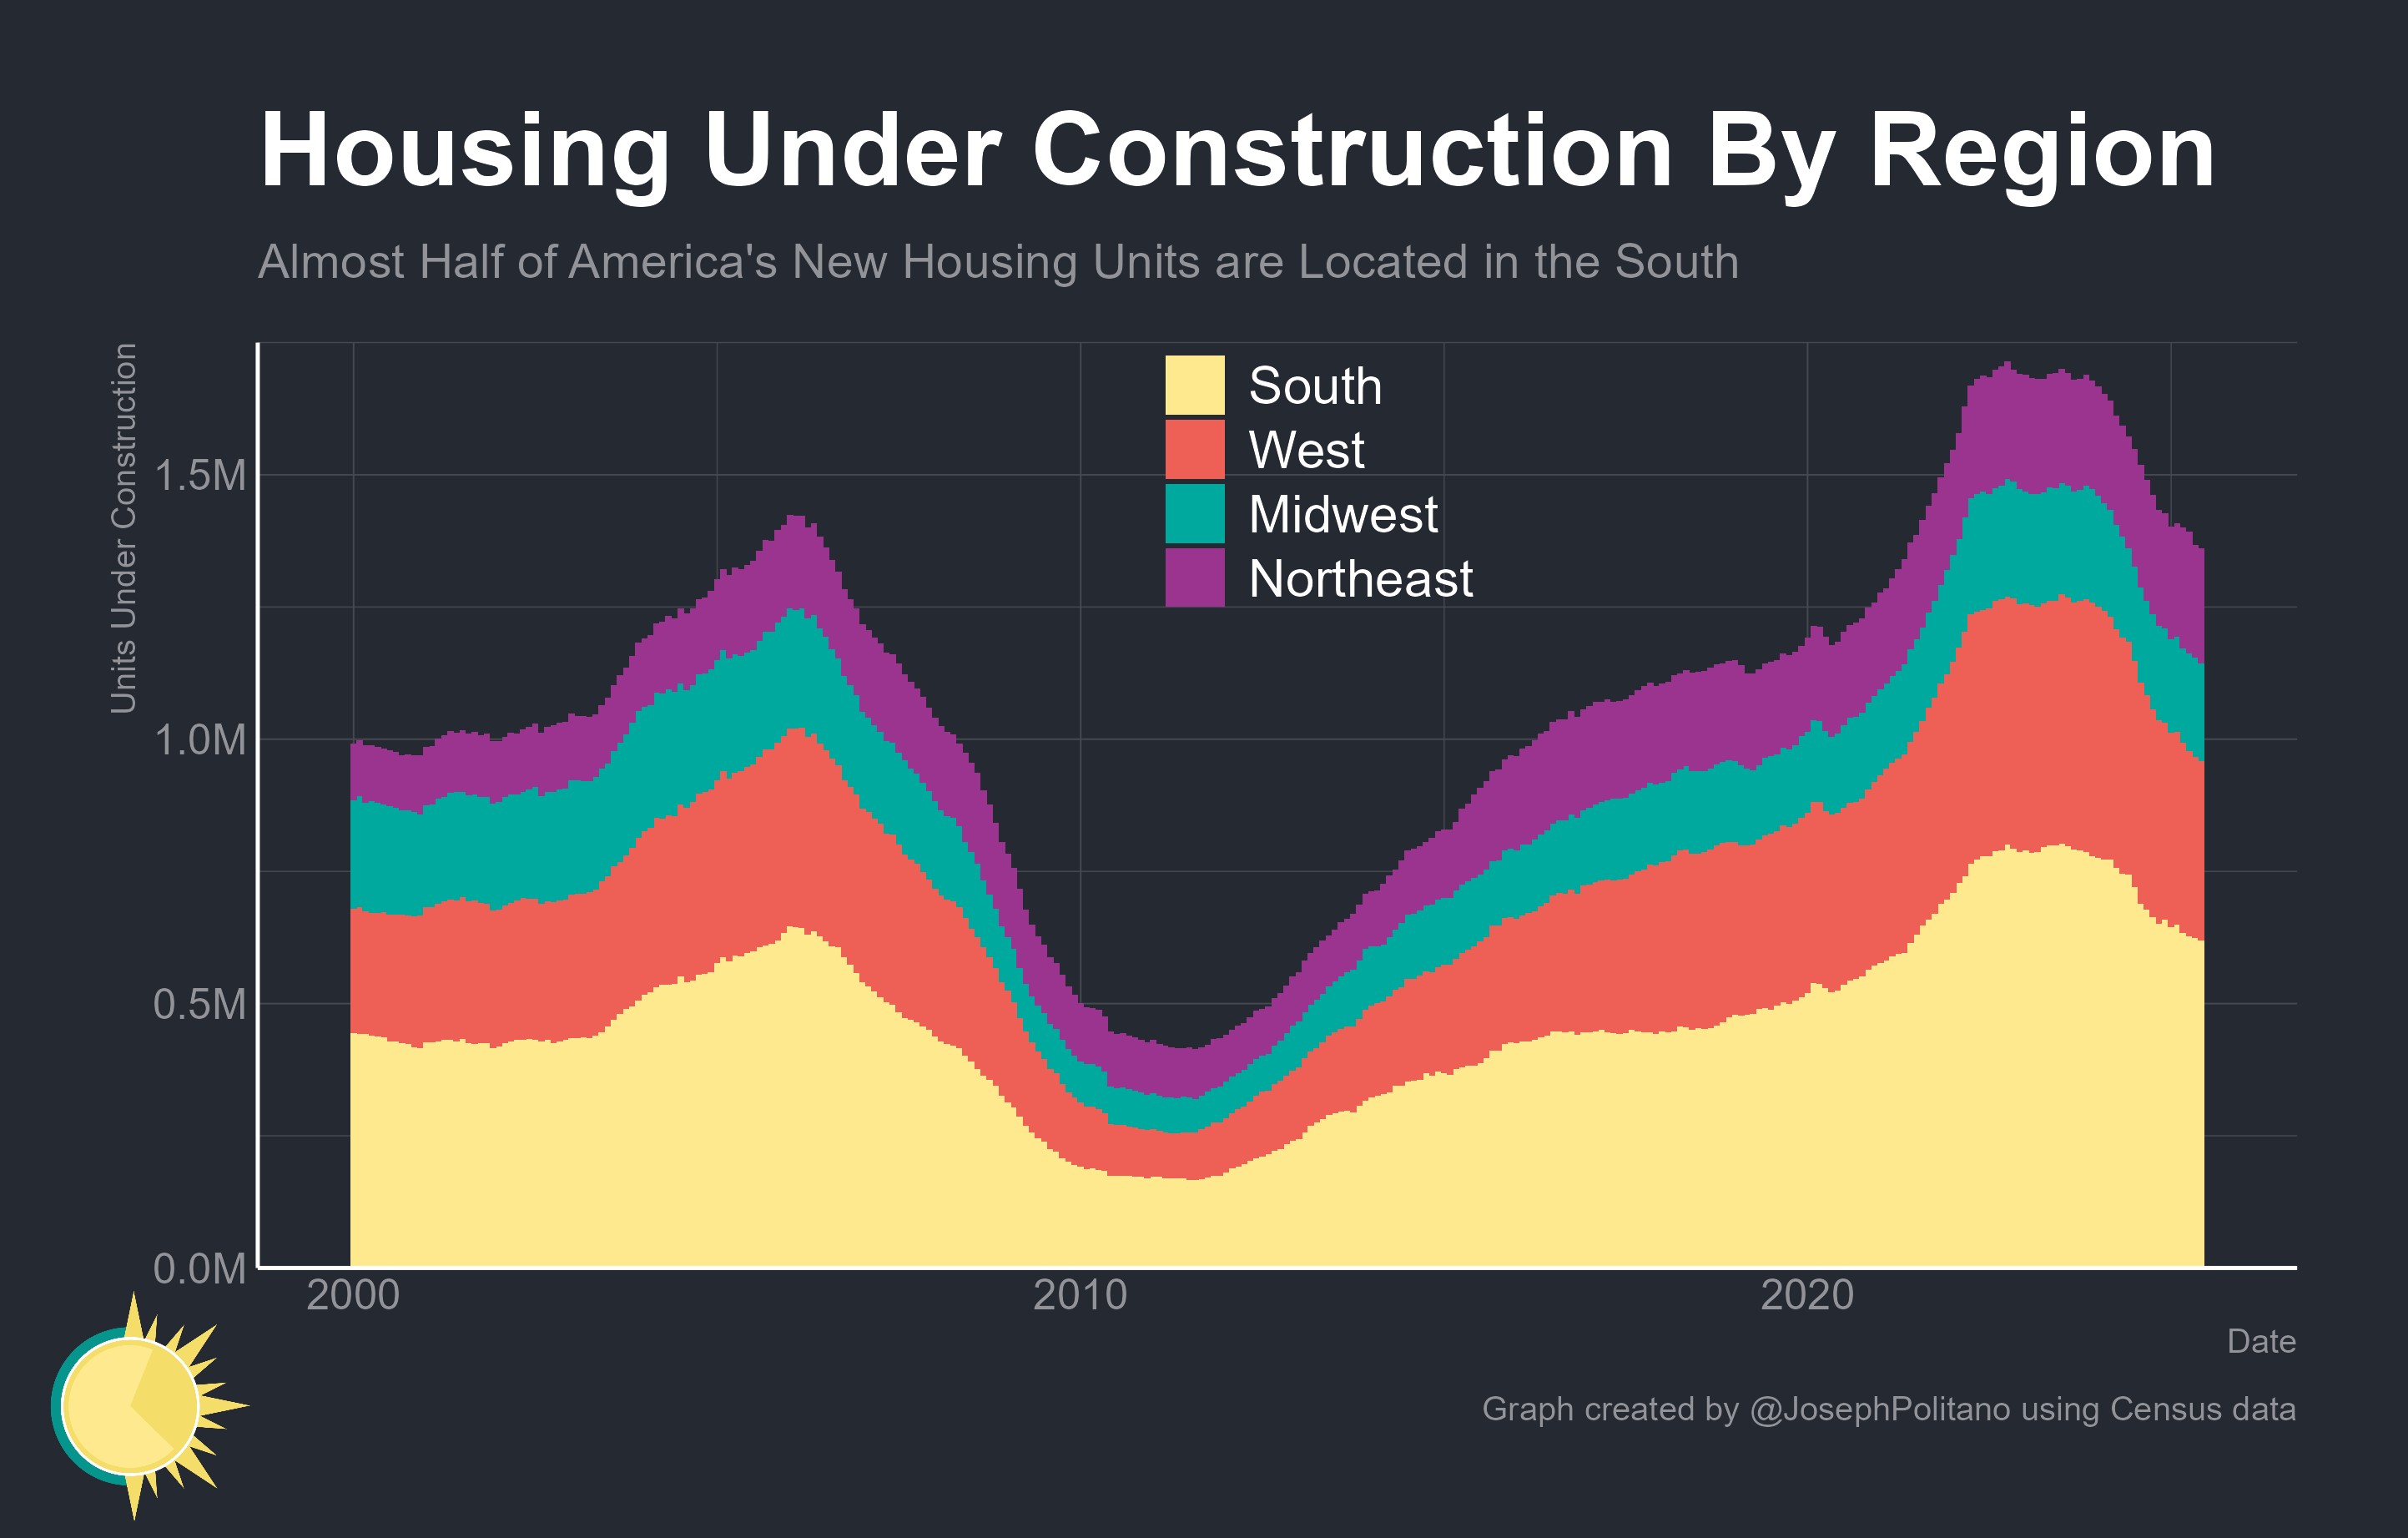 Housing Under Construction By Region
Almost Half of America's New Housing Units are Located in the South
Units Under Construction
South
West
Midwest
Northeast
1.5M
1.0M
0.5M
0.0M
2000
2010
2020
Date
Graph created by @JosephPolitano using Census data